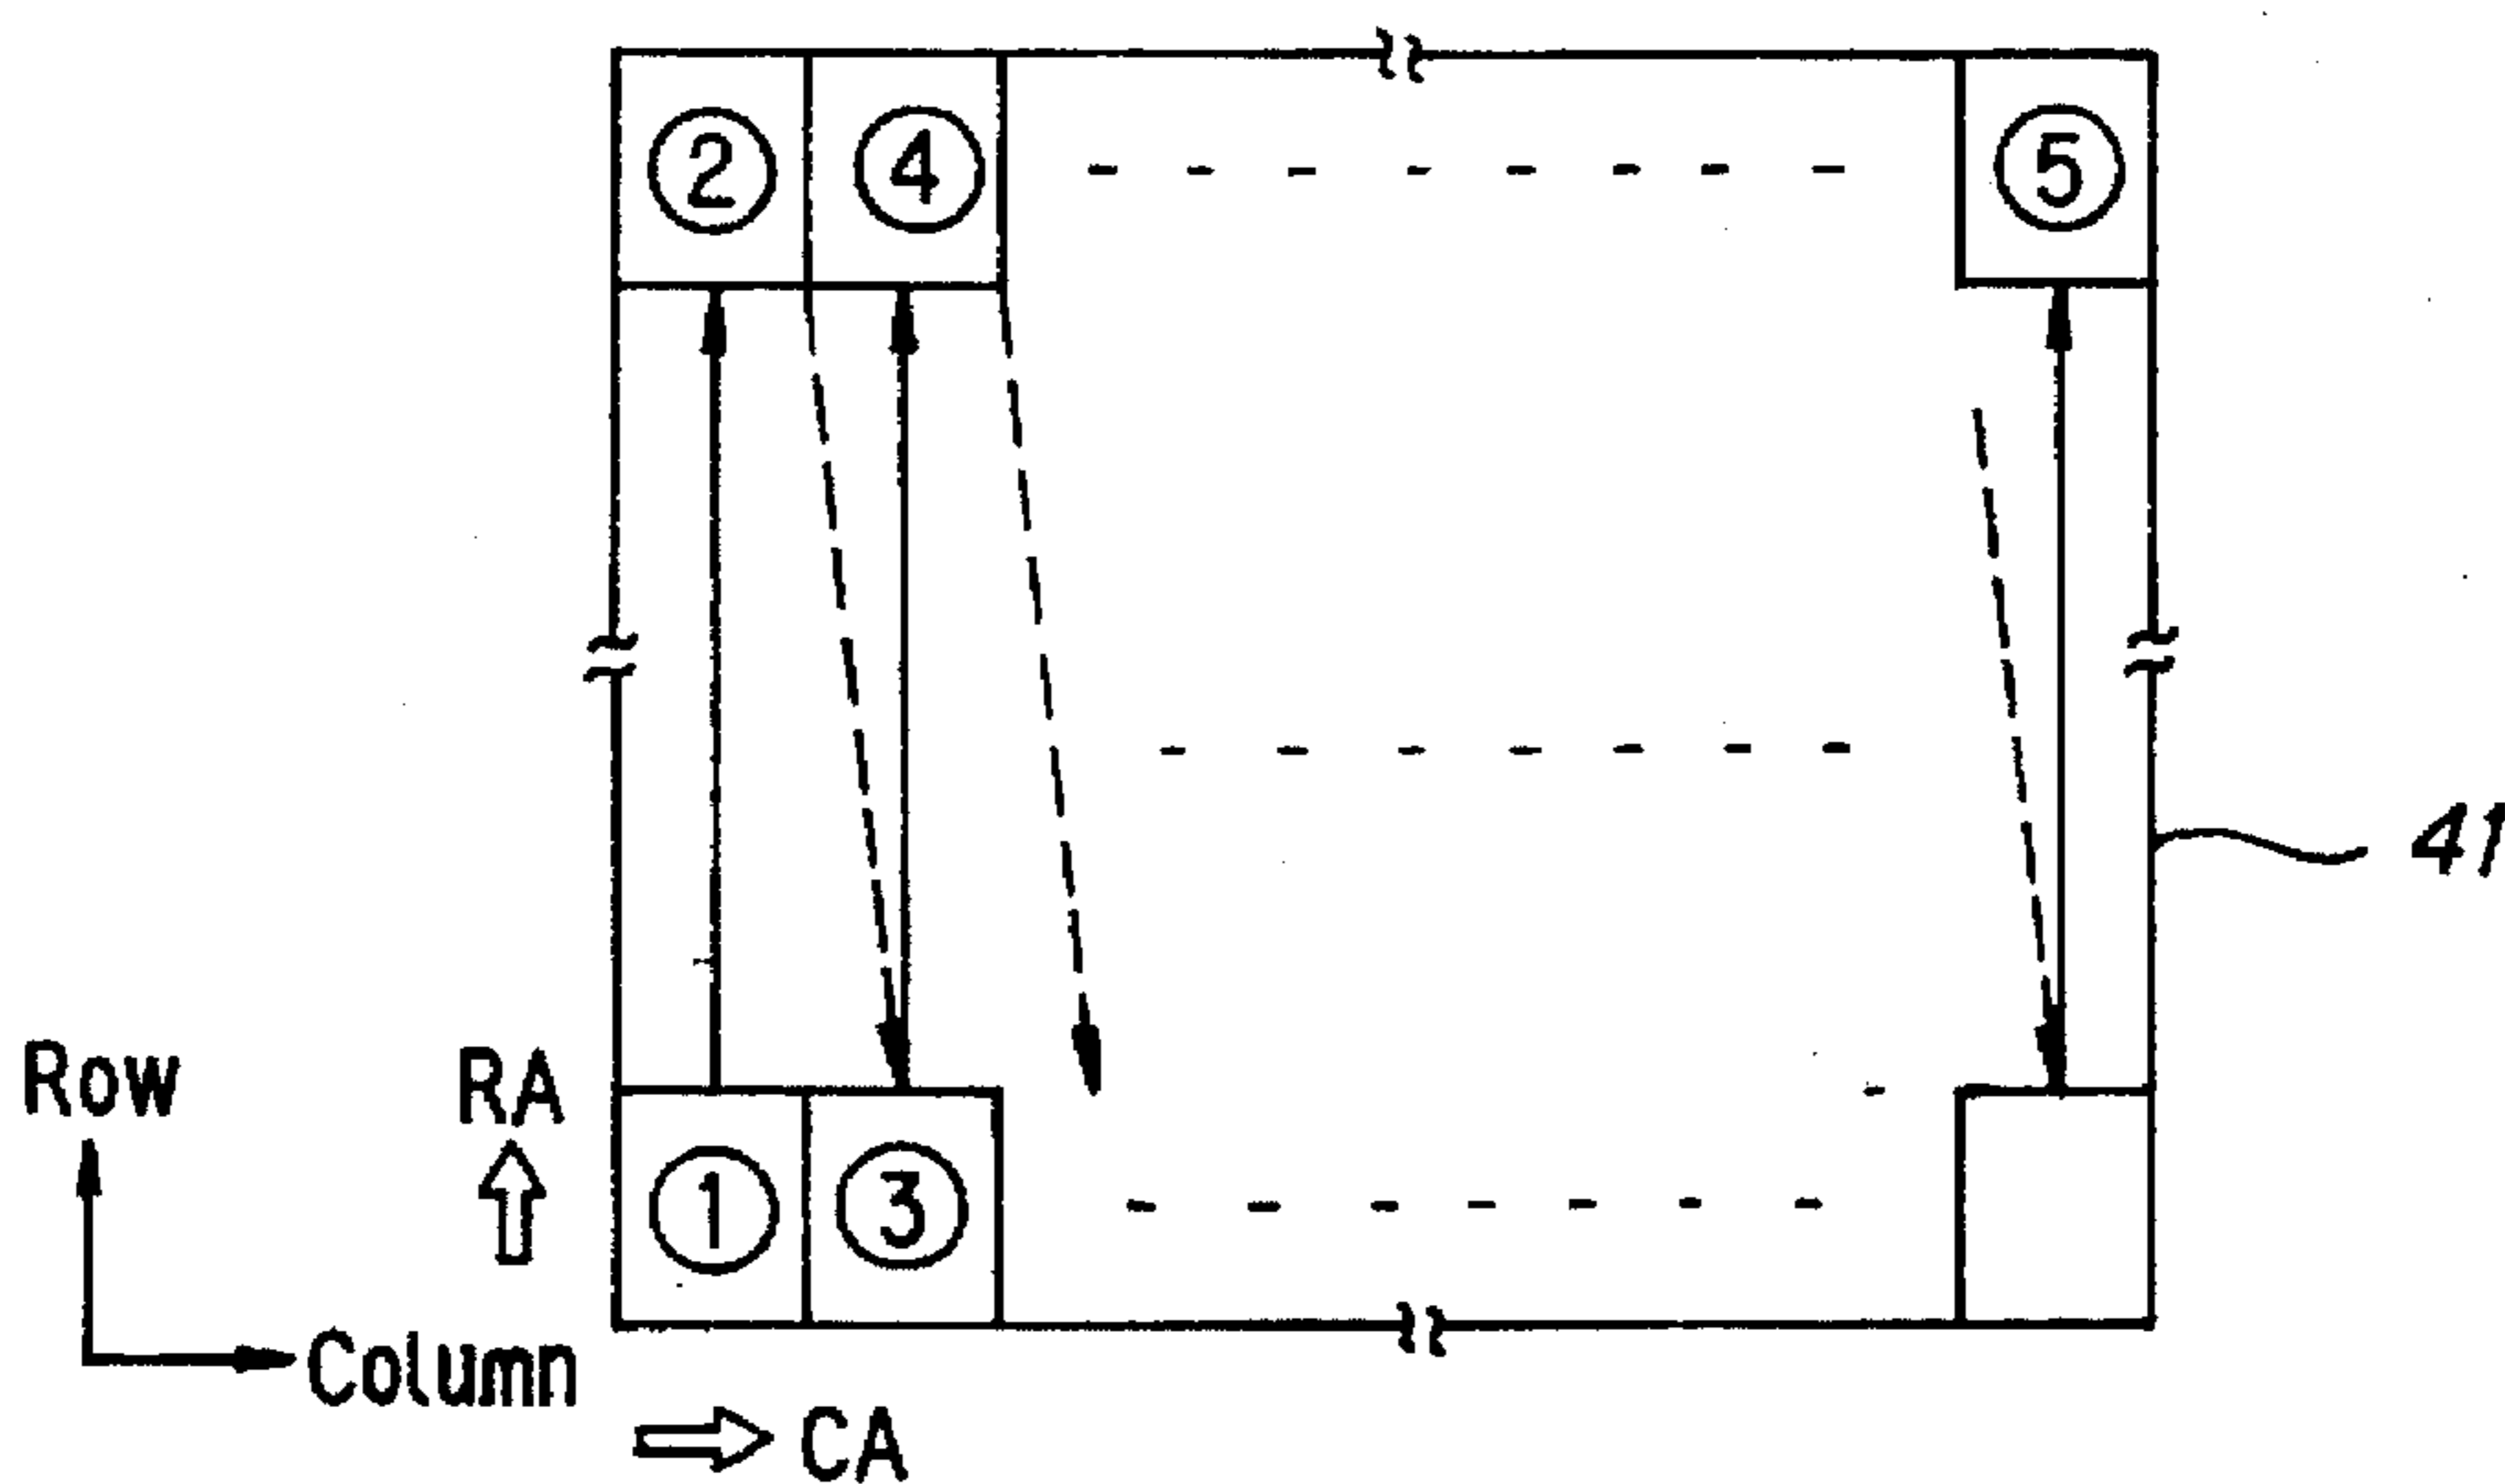 ② ④ ⑤
41
Row RA
① ③
Column
CA